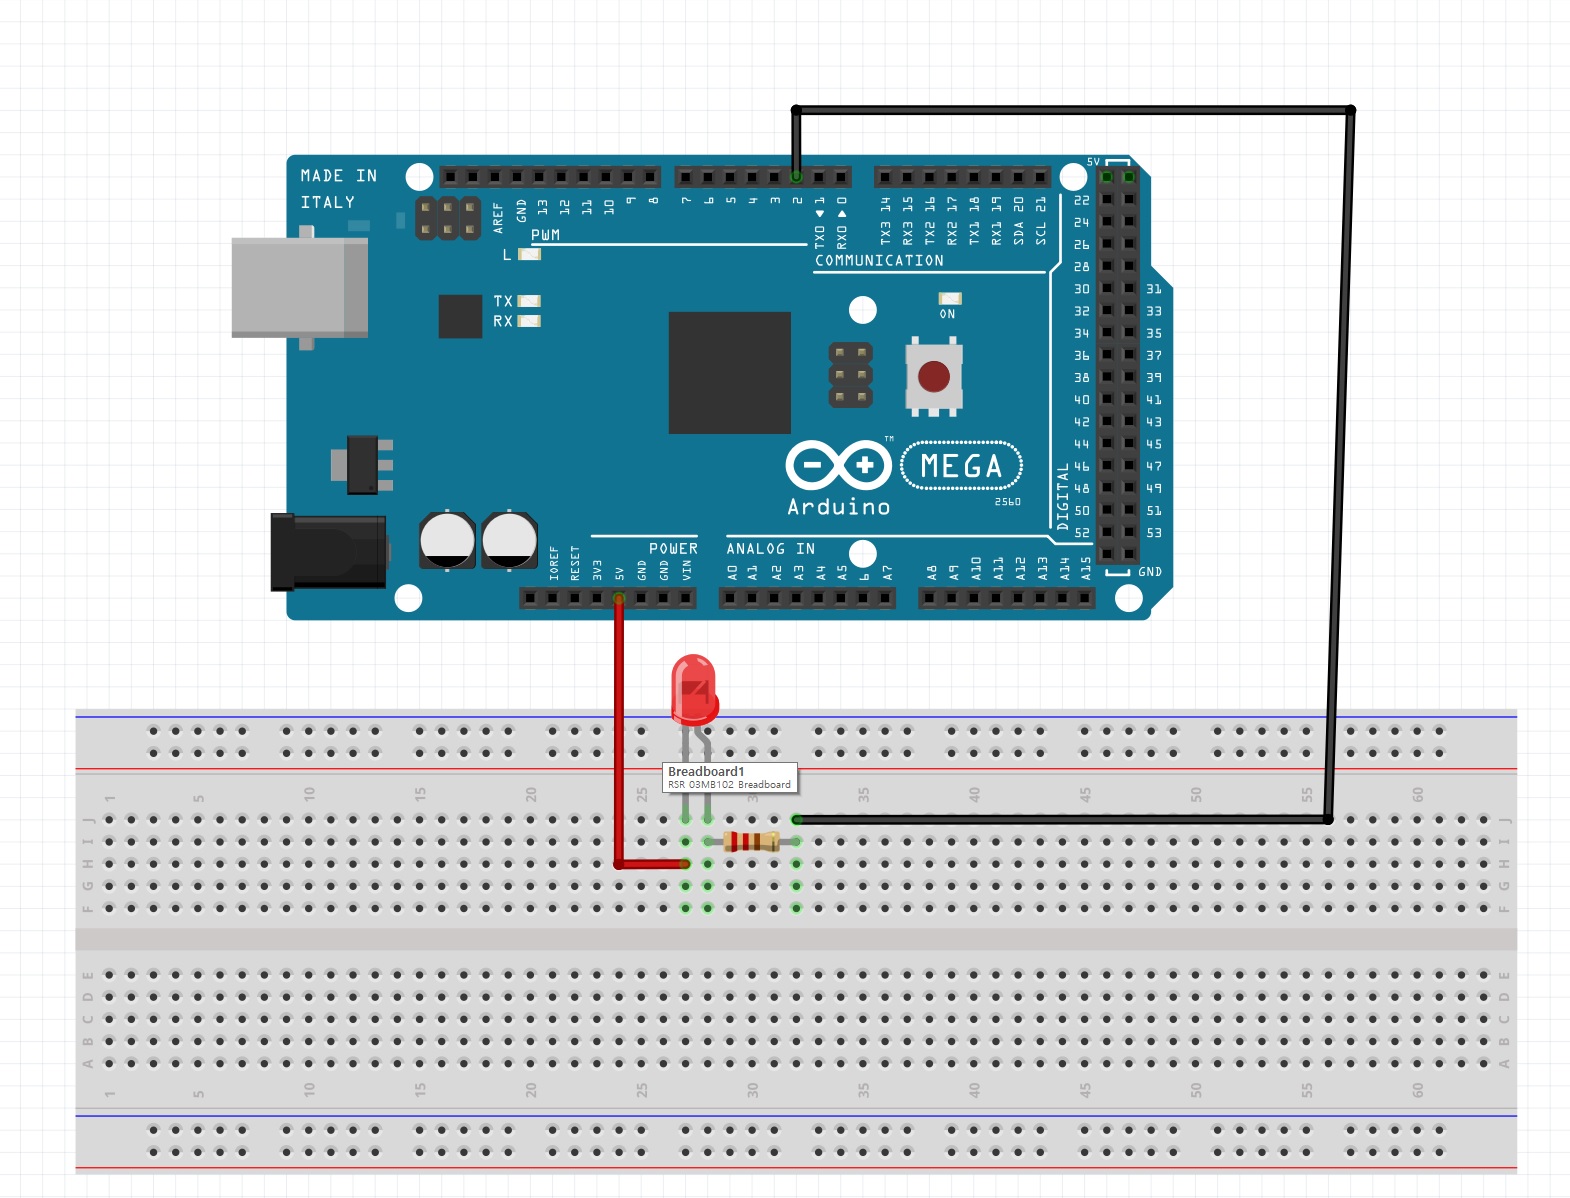 5V
MADE IN
ITALY
AREF
GND
13
12
11
10
9
8
7
6
5
4
3
2
TX0 ▶ 1
RX0 ◀ 0
TX3 14
RX3 15
TX2 16
RX2 17
TX1 18
RX1 19
SDA 20
SCL 21
PWM
L
COMMUNICATION
TX
RX
ON
22
24
26
28
30 31
32 33
34 35
36 37
38 39
40 41
42 43
44 45
46 47
48 49
50 51
52 53
DIGITAL
GND
TM
MEGA
Arduino
2560
POWER
ANALOG IN
IOREF
RESET
3V3
5V
GND
GND
VIN
A0
A1
A2
A3
A4
A5
6
A7
A8
A9
A10
A11
A12
A13
A14
A15
Breadboard1
RSR 03MB102 Breadboard
1 5 10 15 20 25 3 35 40 45 50 55 60
J J
I I
H H
G G
F F
E E
D D
C C
B B
A A
1 5 10 15 20 25 30 35 40 45 50 55 60